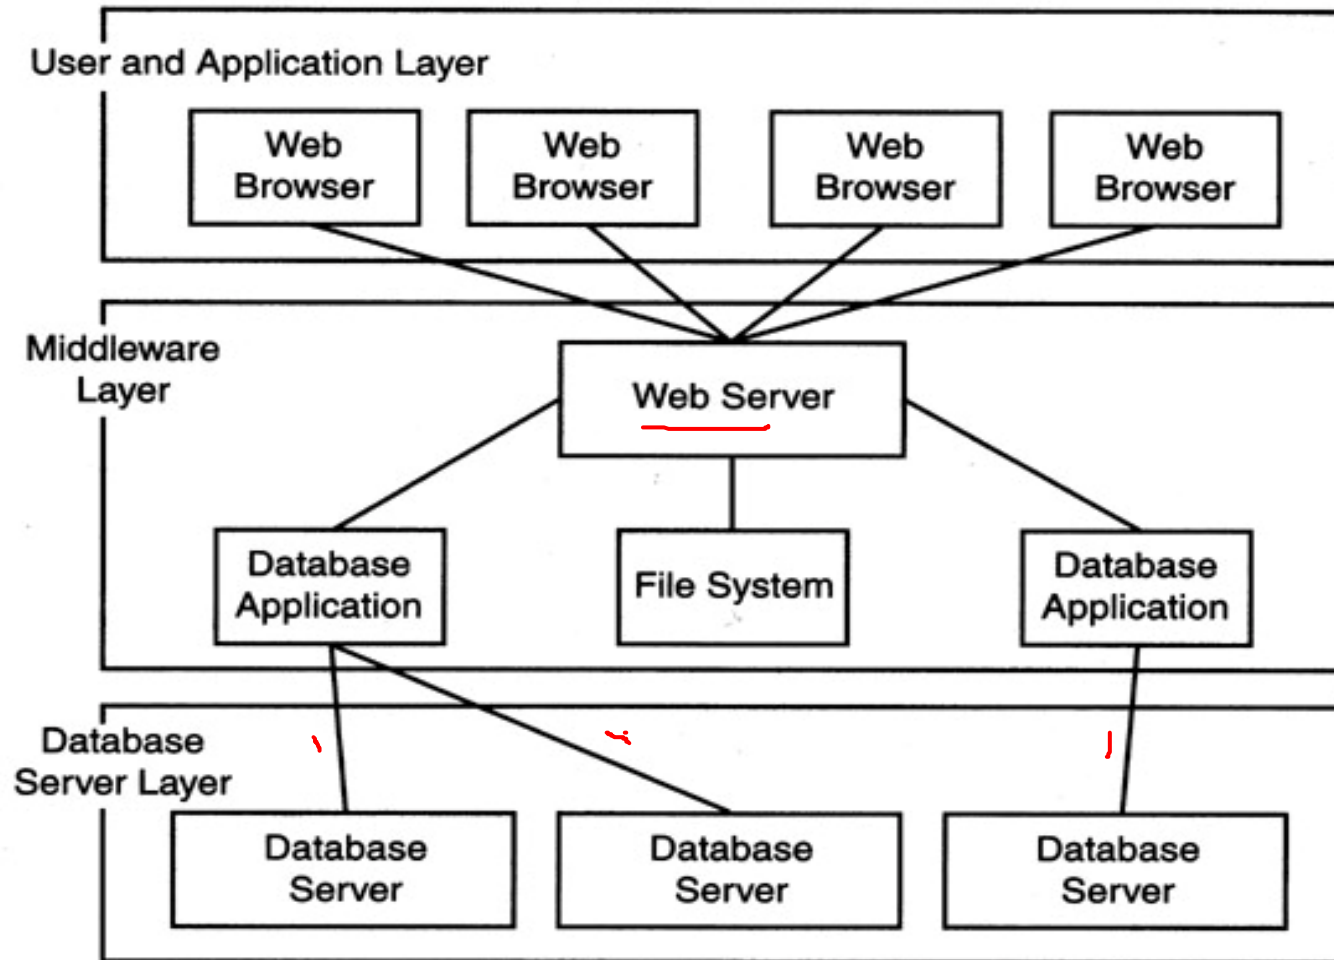 User and Application Layer
Web
Browser
Web
Browser
Web
Browser
Web
Browser
Middleware
Layer
Web Server
Database
Application
File System
Database
Application
Database
Server Layer
Database
Server
Database
Server
Database
Server